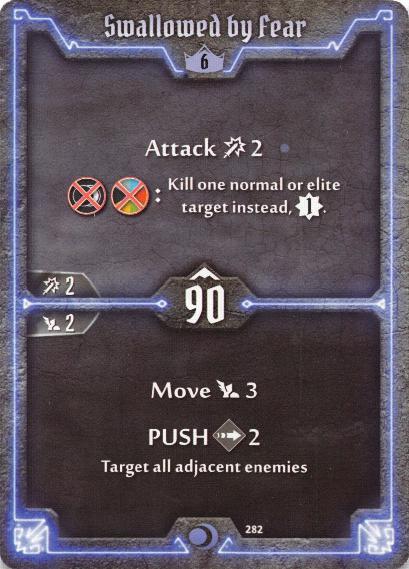 Swallowed by Fear
6
Attack 2
: Kill one normal or elite
target instead, 1.
2
90
2
Move 3
PUSH 2
Target all adjacent enemies
282